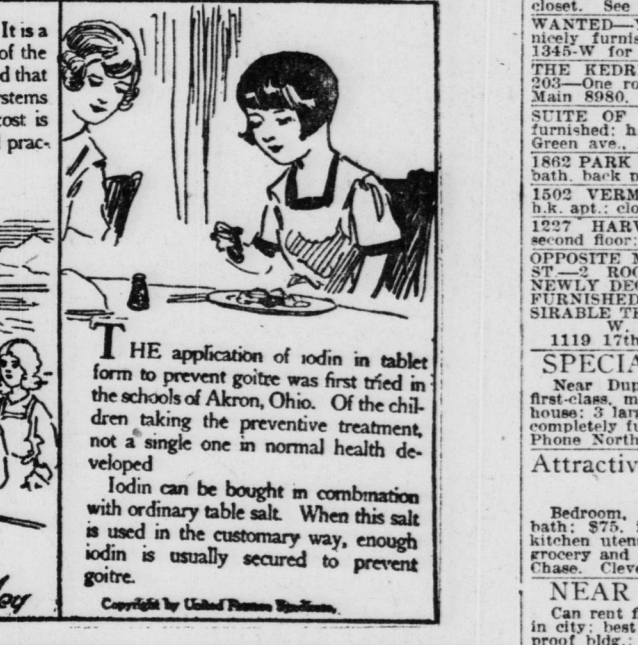 It is a
of the
d that
stems
cost is
prac-
THE application of iodin in tablet
form to prevent goitre was first tried in
the schools of Akron, Ohio. Of the chil-
dren taking the preventive treatment,
not a single one in normal health de-
veloped
Iodin can be bought in combination
with ordinary table salt. When this salt
is used in the customary way, enough
iodin is usually secured to prevent
goitre.
Copyright by United Feature Syndicate.
ley
closet. See
WANTED—
nicely furnis
1345-W for
THE KEDR
203—One ro
Main 8980.
SUITE OF
furnished; h
Green ave.,
1862 PARK
bath, back p
1502 VERM
h.k. apt.; clo
1227 HARV
second floor;
OPPOSITE M
ST.—2 ROO
NEWLY DEC
FURNISHED
SIRABLE TE
W.
1119 17th
SPECIA
Near Dup
first-class, m
house; 3 lar
completely fu
Phone North
Attractiv
Bedroom,
bath; $75.
kitchen uten
grocery and
Chase. Cleve
NEAR
Can rent f
in city; best
proof bldg.;